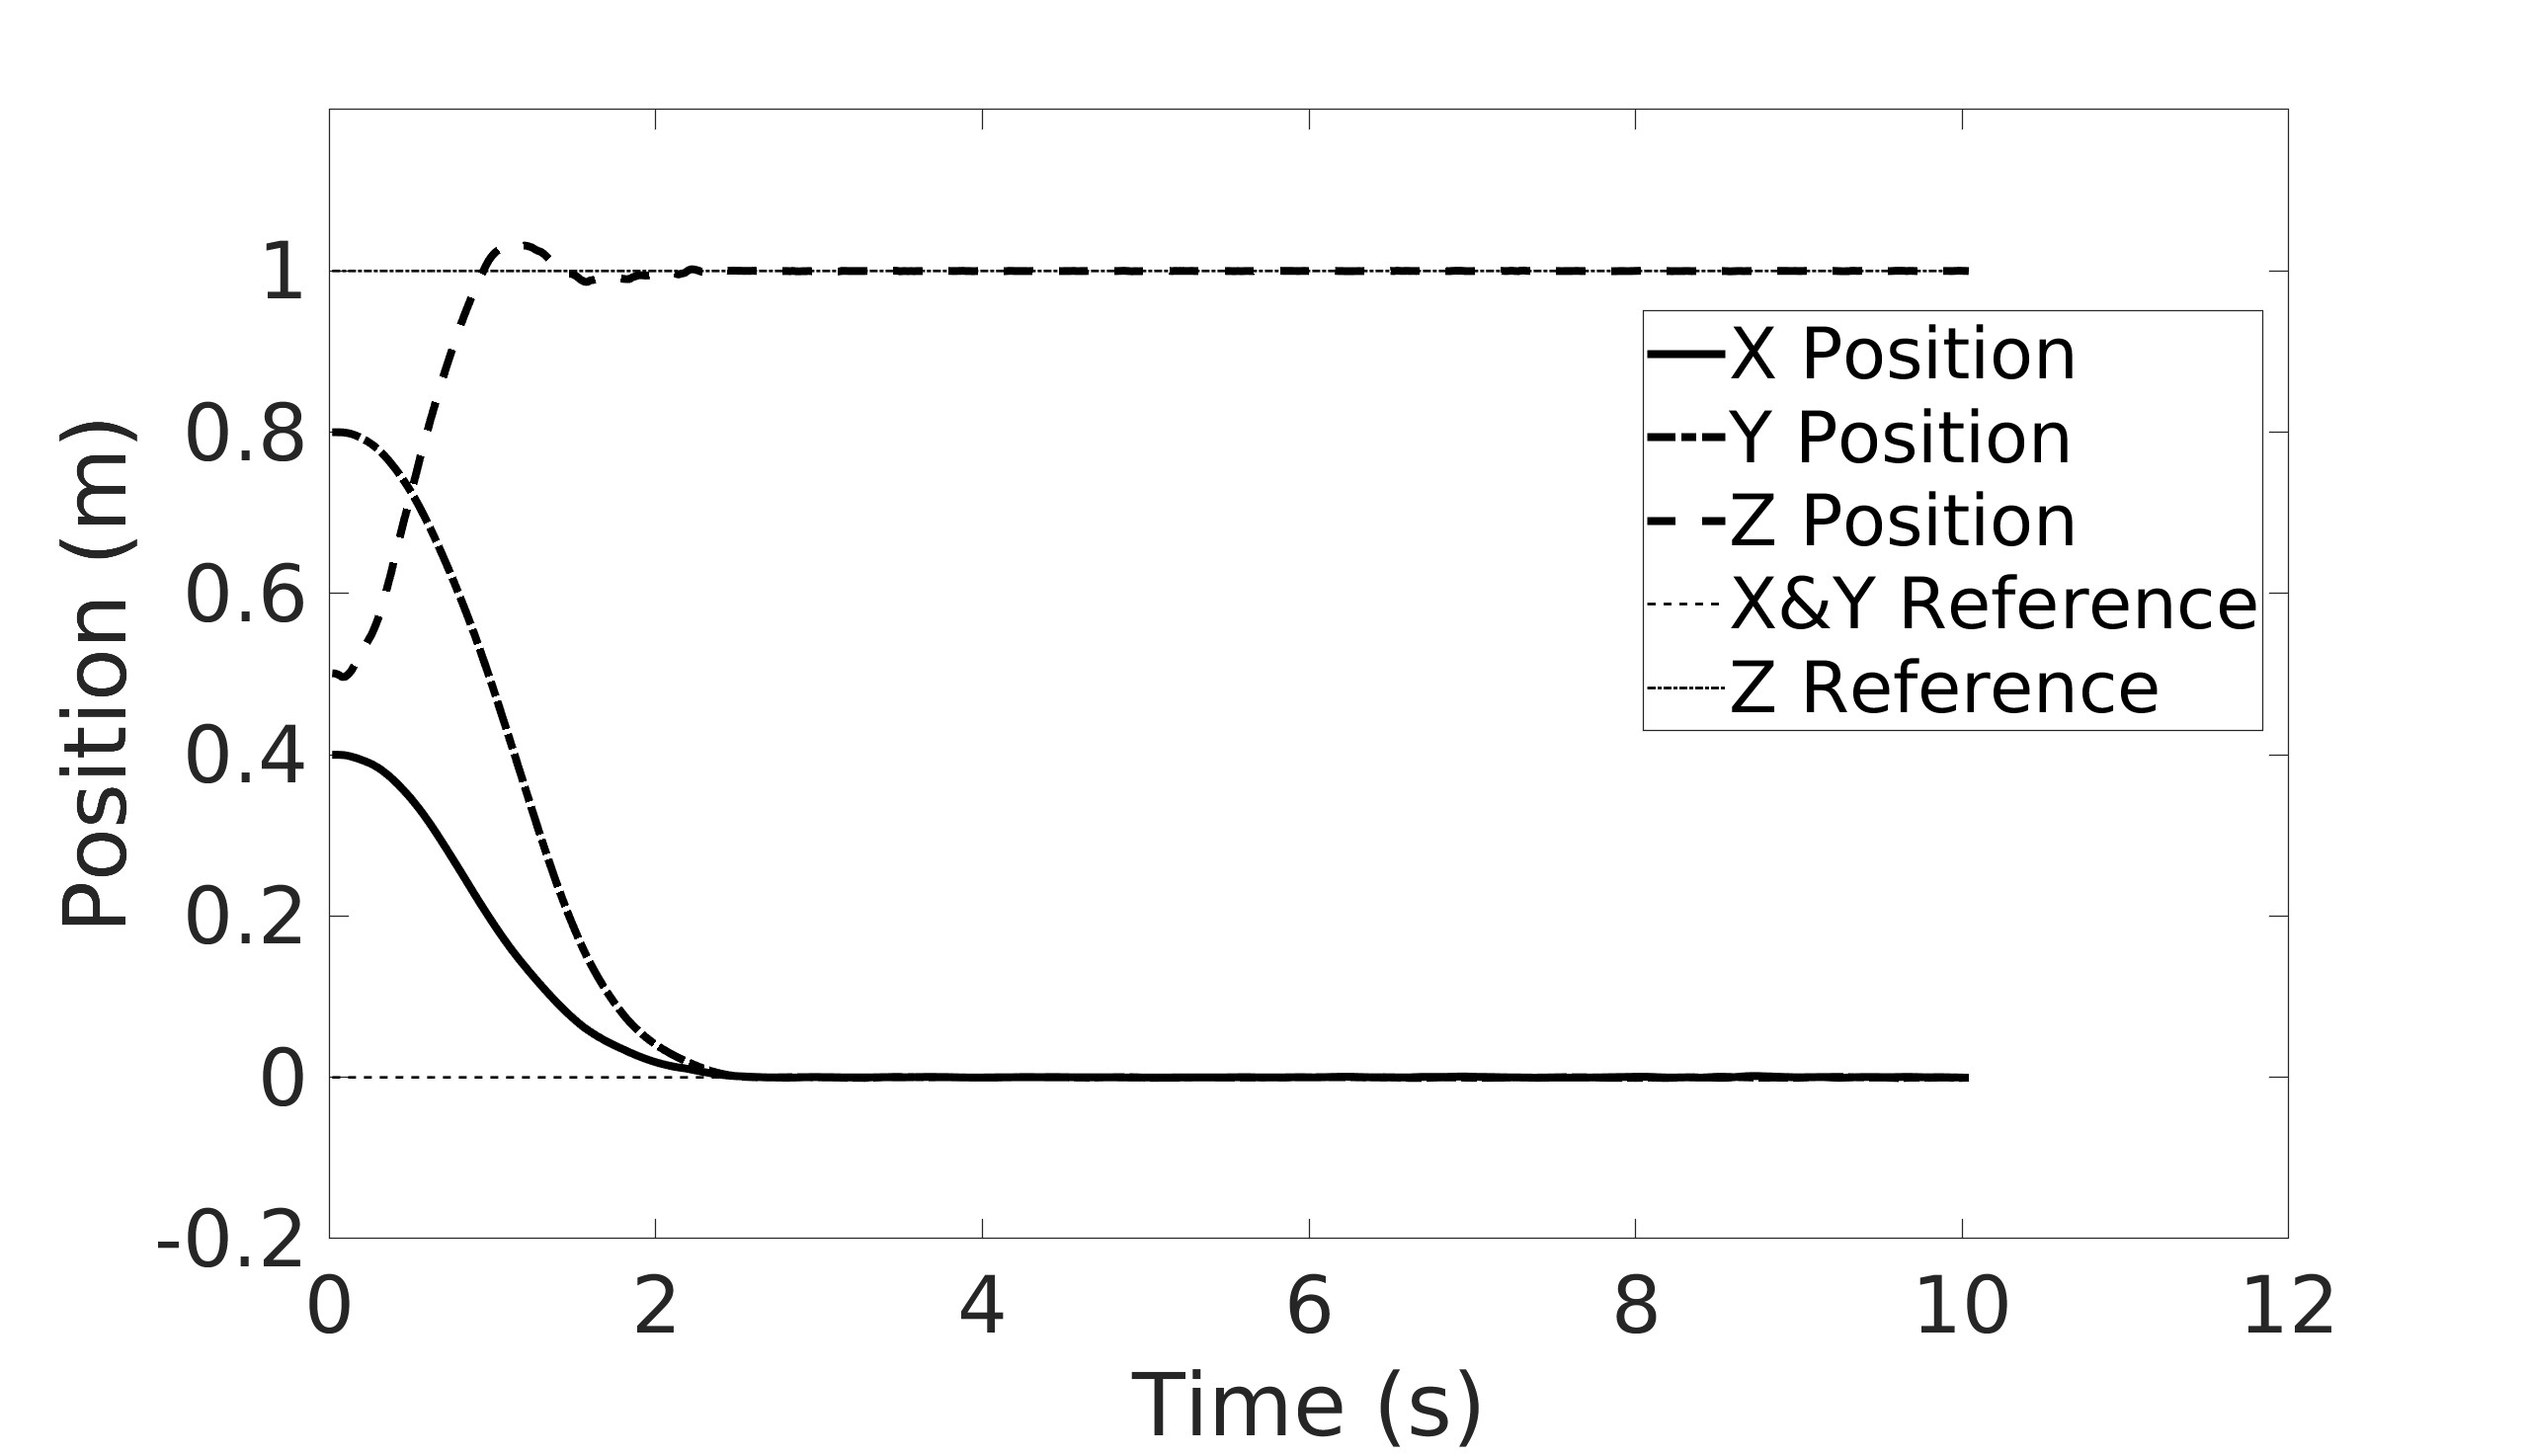 1
0.8
0.6
0.4
0.2
0
-0.2
Position (m)
0 2 4 6 8 10 12
Time (s)
X Position
Y Position
Z Position
X&Y Reference
Z Reference